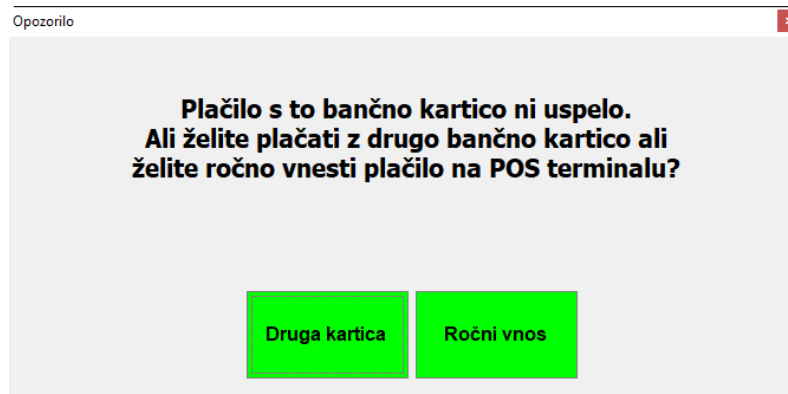 Opozorilo
Plačilo s to bančno kartico ni uspelo.
Ali želite plačati z drugo bančno kartico ali
želite ročno vnesti plačilo na POS terminalu?
Druga kartica
Ročni vnos